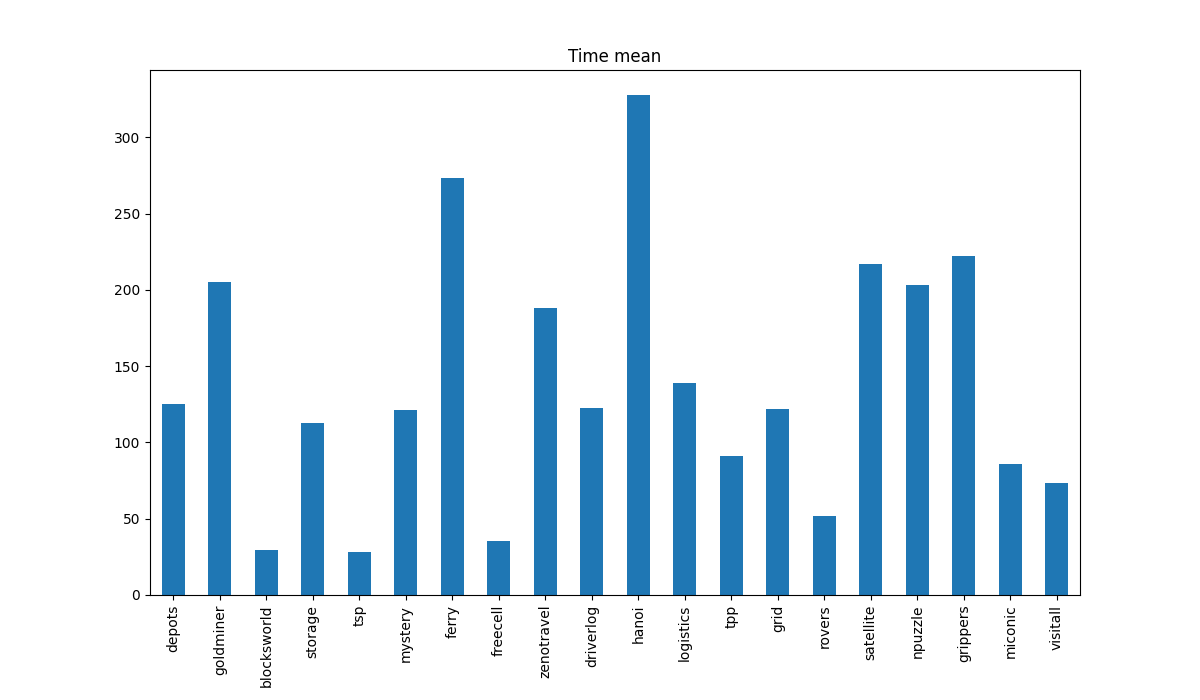 Time mean
300
250
200
150
100
50
0
depots
goldminer
blocksworld
storage
tsp
mystery
ferry
freecell
zenotravel
driverlog
hanoi
logistics
tpp
grid
rovers
satellite
npuzzle
grippers
miconic
visitall